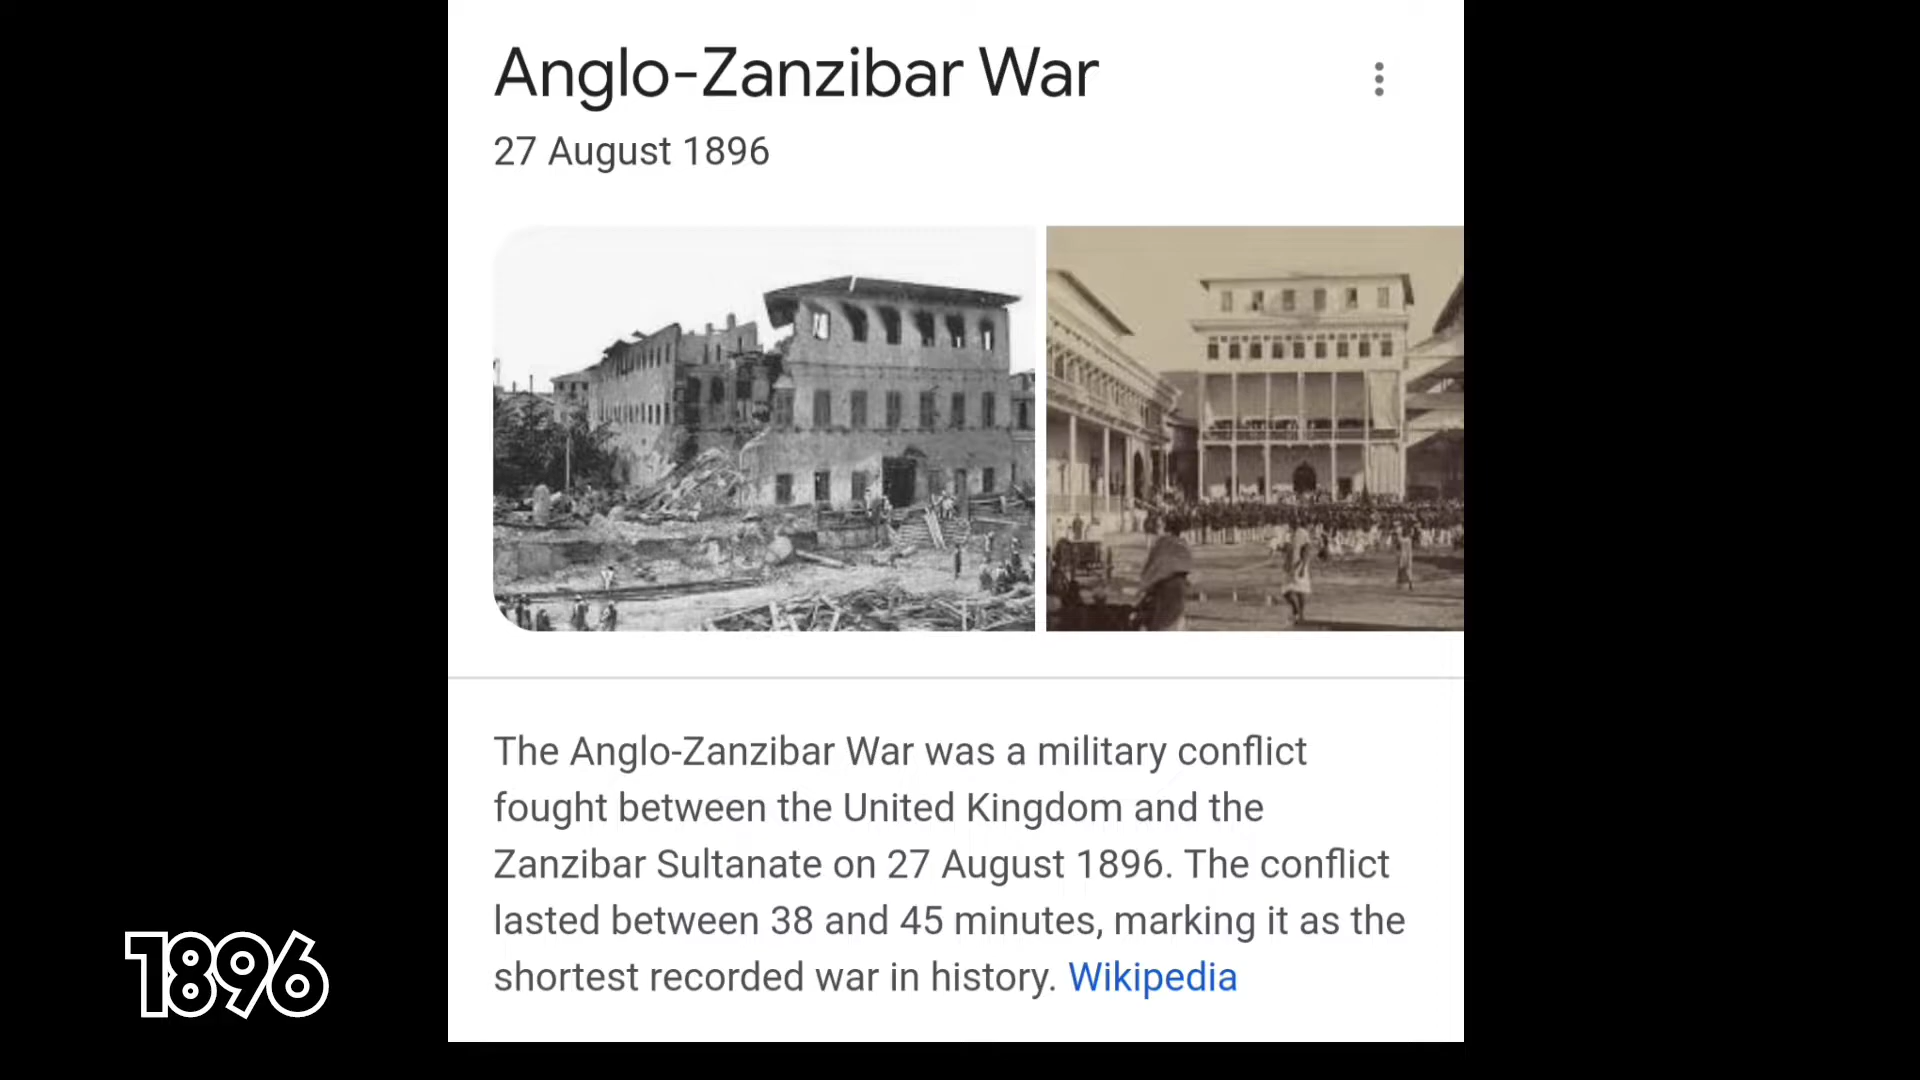 Anglo-Zanzibar War
27 August 1896
The Anglo-Zanzibar War was a military conflict
fought between the United Kingdom and the
Zanzibar Sultanate on 27 August 1896. The conflict
lasted between 38 and 45 minutes, marking it as the
shortest recorded war in history. Wikipedia
1896